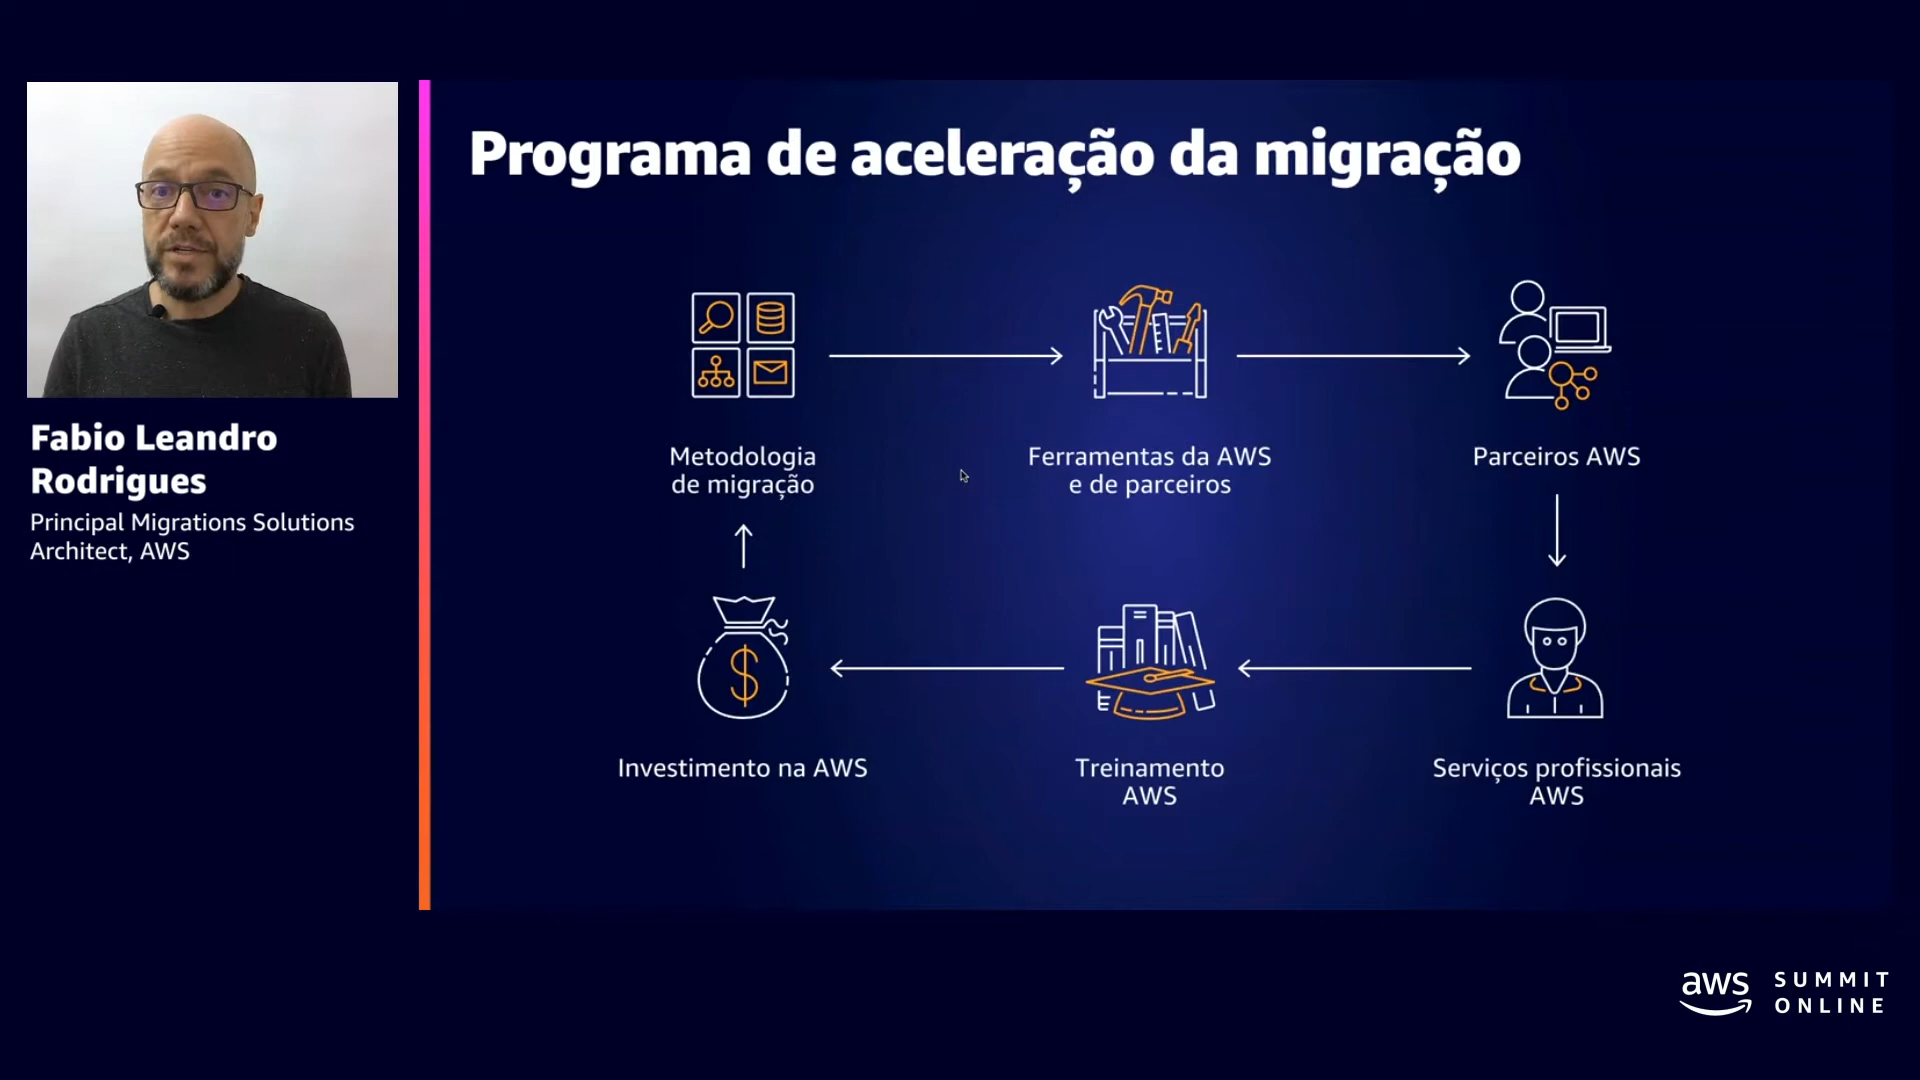 Programa de aceleração da migração
Fabio Leandro
Rodrigues
Principal Migrations Solutions
Architect, AWS
Metodologia
de migração
Ferramentas da AWS
e de parceiros
Parceiros AWS
Investimento na AWS
Treinamento
AWS
Serviços profissionais
AWS
aws SUMMIT
ONLINE